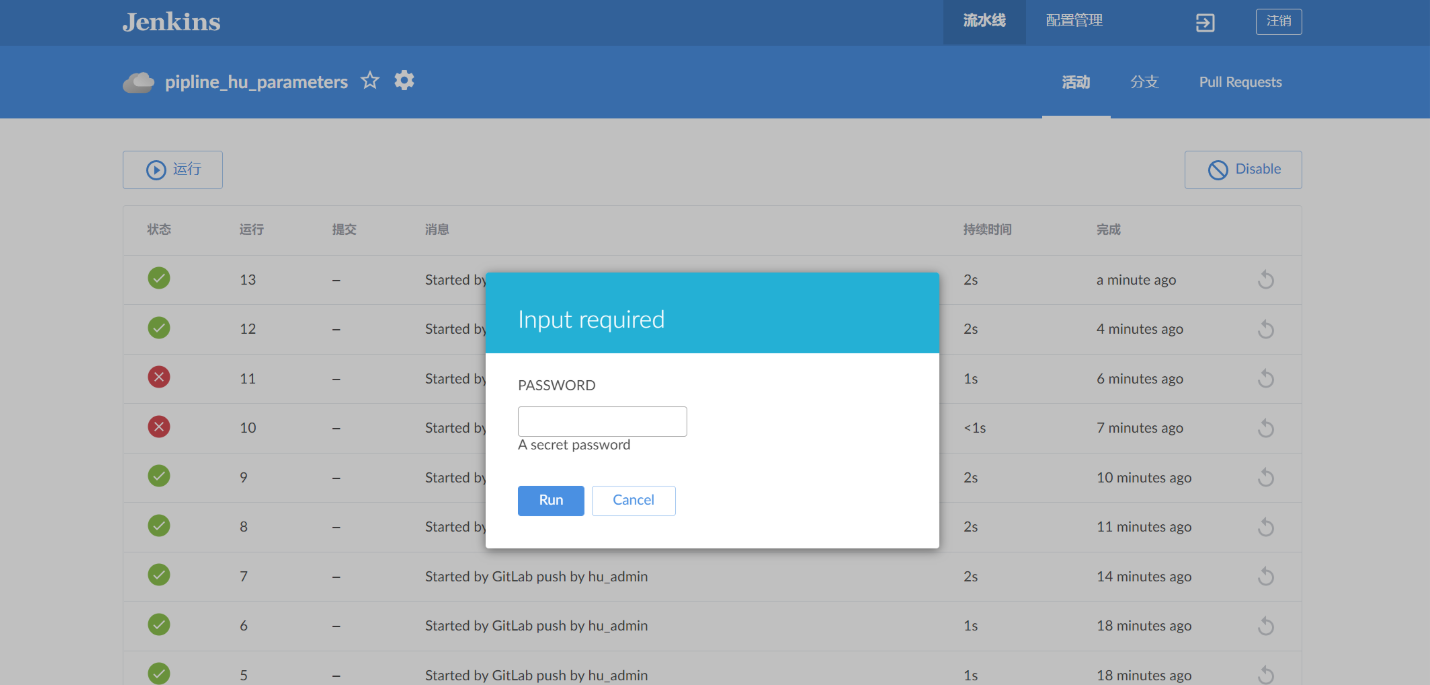 Jenkins 流水线 配置管理 注销
pipline_hu_parameters 活动 分支 Pull Requests
运行 Disable
状态 运行 提交 消息 持续时间 完成
13 – Started by 2s a minute ago
12 – Started by 2s 4 minutes ago
11 – Started by 1s 6 minutes ago
10 – Started by <1s 7 minutes ago
9 – Started by 2s 10 minutes ago
8 – Started by 2s 11 minutes ago
7 – Started by GitLab push by hu_admin 2s 14 minutes ago
6 – Started by GitLab push by hu_admin 1s 18 minutes ago
5 – Started by GitLab push by hu_admin 1s 18 minutes ago
Input required
PASSWORD
A secret password
Run Cancel